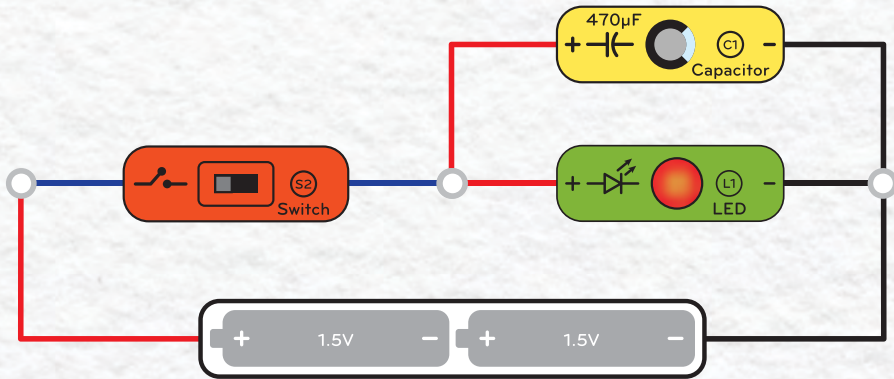 470µF
+ C1 -
Capacitor
+ L1 -
LED
S2
Switch
+ 1.5V - + 1.5V -